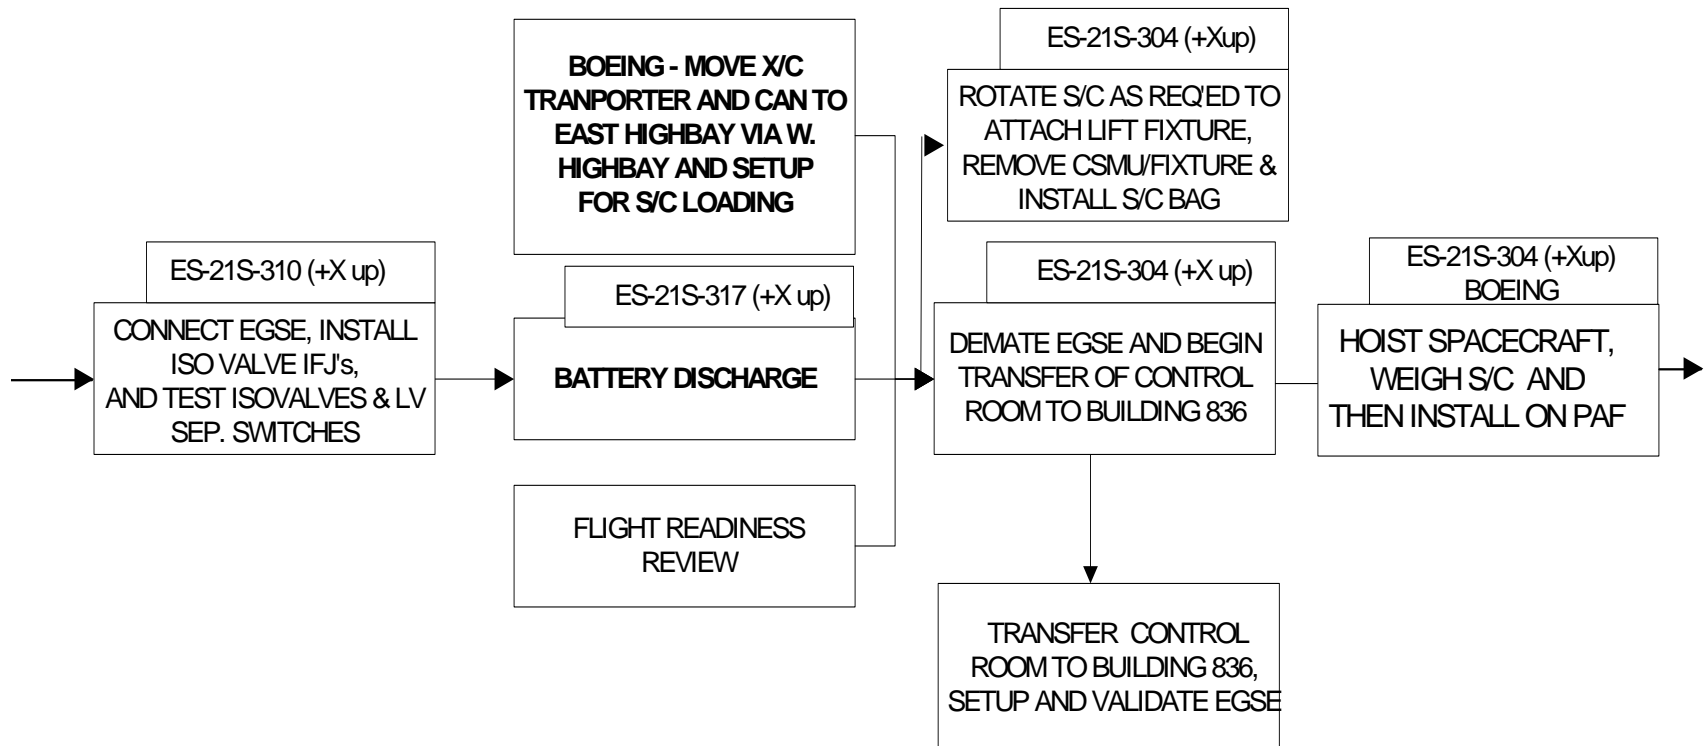 ES-21S-310 (+X up)
CONNECT EGSE, INSTALL
ISO VALVE IFJ's,
AND TEST ISOVALVES & LV
SEP. SWITCHES
BOEING - MOVE X/C
TRANPORTER AND CAN TO
EAST HIGHBAY VIA W.
HIGHBAY AND SETUP
FOR S/C LOADING
ES-21S-317 (+X up)
BATTERY DISCHARGE
FLIGHT READINESS
REVIEW
ES-21S-304 (+Xup)
ROTATE S/C AS REQ'ED TO
ATTACH LIFT FIXTURE,
REMOVE CSMU/FIXTURE &
INSTALL S/C BAG
ES-21S-304 (+X up)
DEMATE EGSE AND BEGIN
TRANSFER OF CONTROL
ROOM TO BUILDING 836
TRANSFER CONTROL
ROOM TO BUILDING 836,
SETUP AND VALIDATE EGSE
ES-21S-304 (+Xup)
BOEING
HOIST SPACECRAFT,
WEIGH S/C AND
THEN INSTALL ON PAF